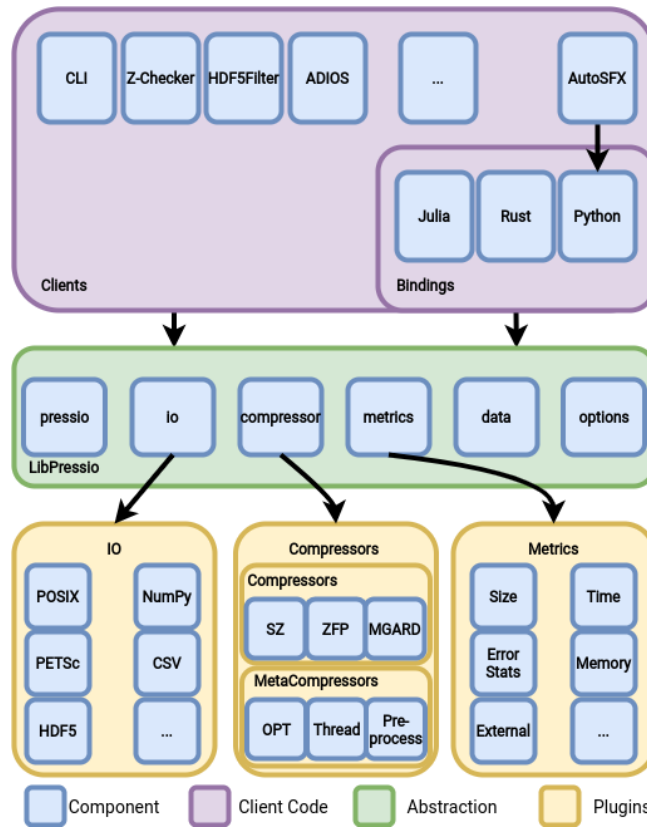 CLI
Z-Checker
HDF5Filter
ADIOS
...
AutoSFX
Julia
Rust
Python
Clients
Bindings
pressio
io
compressor
metrics
data
options
LibPressio
IO
POSIX
NumPy
PETSc
CSV
HDF5
...
Compressors
Compressors
SZ
ZFP
MGARD
MetaCompressors
OPT
Thread
Pre-
process
Metrics
Size
Time
Error
Stats
Memory
External
...
Component
Client Code
Abstraction
Plugins